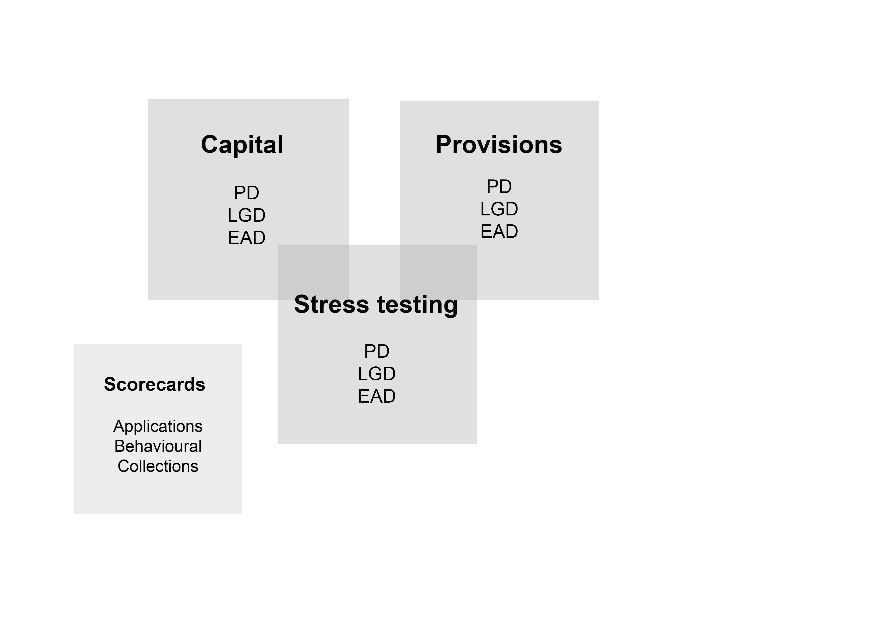 Capital
PD
LGD
EAD
Provisions
PD
LGD
EAD
Stress testing
PD
LGD
EAD
Scorecards
Applications
Behavioural
Collections